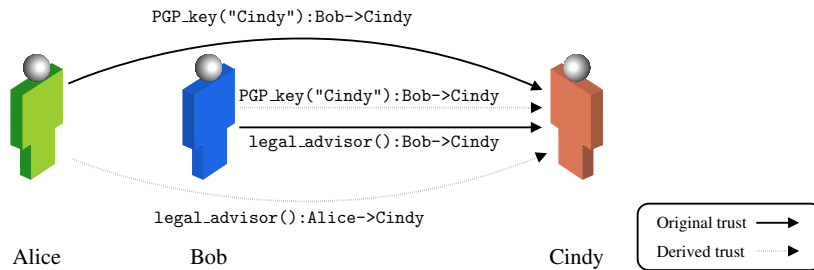 PGP_key("Cindy"):Bob->Cindy
PGP_key("Cindy"):Bob->Cindy
legal_advisor():Bob->Cindy
legal_advisor():Alice->Cindy
Original trust
Derived trust
Alice
Bob
Cindy